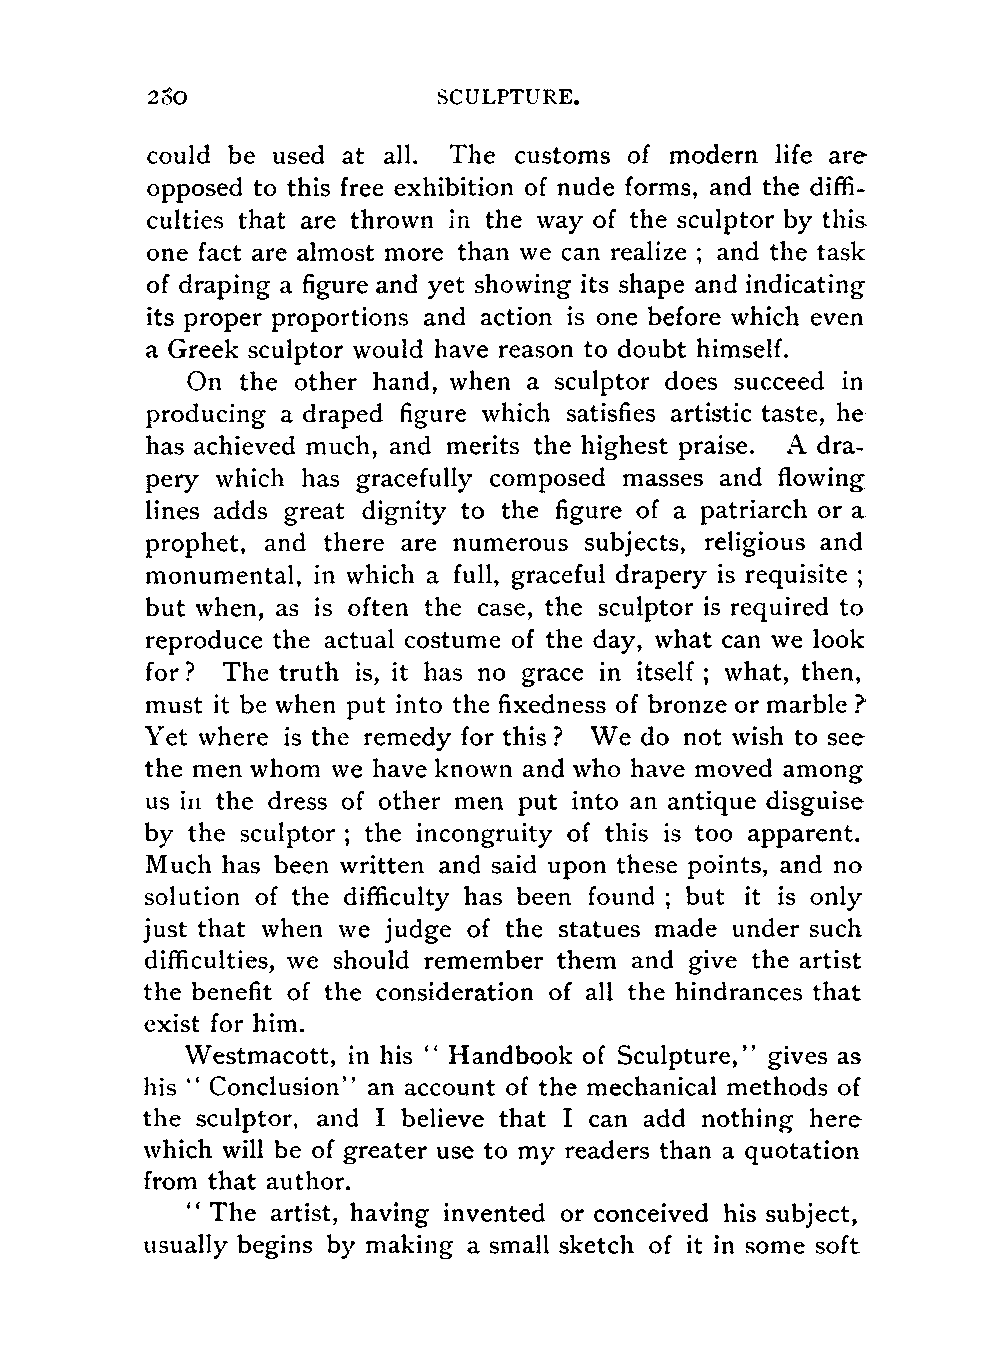 280 SCULPTURE.
could be used at all. The customs of modern life are
opposed to this free exhibition of nude forms, and the diffi-
culties that are thrown in the way of the sculptor by this
one fact are almost more than we can realize ; and the task
of draping a figure and yet showing its shape and indicating
its proper proportions and action is one before which even
a Greek sculptor would have reason to doubt himself.
On the other hand, when a sculptor does succeed in
producing a draped figure which satisfies artistic taste, he
has achieved much, and merits the highest praise. A dra-
pery which has gracefully composed masses and flowing
lines adds great dignity to the figure of a patriarch or a
prophet, and there are numerous subjects, religious and
monumental, in which a full, graceful drapery is requisite ;
but when, as is often the case, the sculptor is required to
reproduce the actual costume of the day, what can we look
for ? The truth is, it has no grace in itself ; what, then,
must it be when put into the fixedness of bronze or marble ?
Yet where is the remedy for this ? We do not wish to see
the men whom we have known and who have moved among
us in the dress of other men put into an antique disguise
by the sculptor ; the incongruity of this is too apparent.
Much has been written and said upon these points, and no
solution of the difficulty has been found ; but it is only
just that when we judge of the statues made under such
difficulties, we should remember them and give the artist
the benefit of the consideration of all the hindrances that
exist for him.
Westmacott, in his “ Handbook of Sculpture,” gives as
his “ Conclusion” an account of the mechanical methods of
the sculptor, and I believe that I can add nothing here
which will be of greater use to my readers than a quotation
from that author.
“ The artist, having invented or conceived his subject,
usually begins by making a small sketch of it in some soft